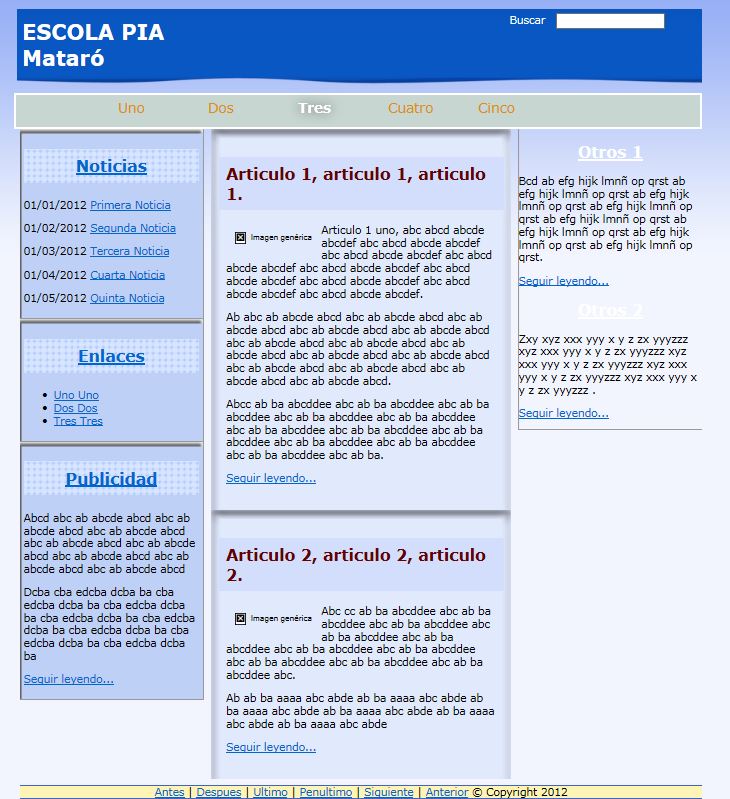 ESCOLA PIA
Mataró
Buscar
Uno Dos Tres Cuatro Cinco
Noticias
01/01/2012 Primera Noticia
01/02/2012 Segunda Noticia
01/03/2012 Tercera Noticia
01/04/2012 Cuarta Noticia
01/05/2012 Quinta Noticia
Enlaces
Uno Uno
Dos Dos
Tres Tres
Publicidad
Abcd abc ab abcde abcd abc ab
abcde abcd abc ab abcde abcd
abc ab abcde abcd abc ab abcde
abcd abc ab abcde abcd abc ab
abcde abcd abc ab abcde abcd
Dcba cba edcba dcba ba cba
edcba dcba ba cba edcba dcba
ba cba edcba dcba ba cba edcba
dcba ba cba edcba dcba ba cba
edcba dcba ba cba edcba dcba
ba
Seguir leyendo...
Articulo 1, articulo 1, articulo
1.
Imagen genérica
Articulo 1 uno, abc abcd abcde
abcdef abc abcd abcde abcdef
abc abcd abcde abcdef abc abcd
abcde abcdef abc abcd abcde abcdef abc abcd
abcde abcdef abc abcd abcde abcdef abc abcd
abcde abcdef abc abcd abcde abcdef.
Ab abc ab abcde abcd abc ab abcde abcd abc ab
abcde abcd abc ab abcde abcd abc ab abcde abcd
abc ab abcde abcd abc ab abcde abcd abc ab
abcde abcd abc ab abcde abcd abc ab abcde abcd
abc ab abcde abcd abc ab abcde abcd abc ab
abcde abcd abc ab abcde abcd.
Abcc ab ba abcddee abc ab ba abcddee abc ab ba
abcddee abc ab ba abcddee abc ab ba abcddee
abc ab ba abcddee abc ab ba abcddee abc ab ba
abcddee abc ab ba abcddee abc ab ba abcddee
abc ab ba abcddee abc ab ba.
Seguir leyendo...
Articulo 2, articulo 2, articulo
2.
Imagen genérica
Abc cc ab ba abcddee abc ab ba
abcddee abc ab ba abcddee abc
ab ba abcddee abc ab ba
abcddee abc ab ba abcddee abc ab ba abcddee
abc ab ba abcddee abc ab ba abcddee abc ab ba
abcddee abc.
Ab ab ba aaaa abc abde ab ba aaaa abc abde ab
ba aaaa abc abde ab ba aaaa abc abde ab ba aaaa
abc abde ab ba aaaa abc abde
Seguir leyendo...
Otros 1
Bcd ab efg hijk lmnñ op qrst ab
efg hijk lmnñ op qrst ab efg hijk
lmnñ op qrst ab efg hijk lmnñ op
qrst ab efg hijk lmnñ op qrst ab
efg hijk lmnñ op qrst ab efg hijk
lmnñ op qrst ab efg hijk lmnñ op
qrst.
Seguir leyendo...
Otros 2
Zxy xyz xxx yyy x y z zx yyyzzz
xyz xxx yyy x y z zx yyyzzz xyz
xxx yyy x y z zx yyyzzz xyz xxx
yyy x y z zx yyyzzz xyz xxx yyy x
y z zx yyyzzz .
Seguir leyendo...
Antes | Despues | Ultimo | Penultimo | Siguiente | Anterior © Copyright 2012